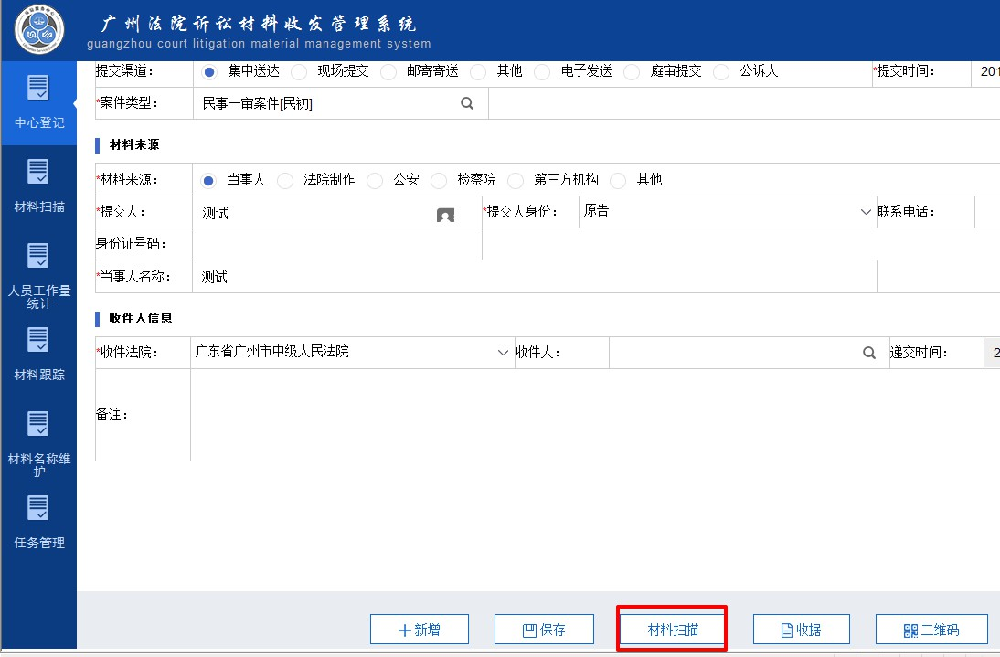 广州法院诉讼材料收发管理系统
guangzhou court litigation material management system
中心登记
材料扫描
人员工作量
统计
材料跟踪
材料名称维
护
任务管理
提交渠道： 集中送达 现场提交 邮寄寄送 其他 电子发送 庭审提交 公诉人 *提交时间： 201
*案件类型： 民事一审案件[民初]
材料来源
*材料来源： 当事人 法院制作 公安 检察院 第三方机构 其他
*提交人： 测试 *提交人身份： 原告 联系电话：
身份证号码：
*当事人名称： 测试
收件人信息
*收件法院： 广东省广州市中级人民法院 收件人： 递交时间： 2
备注：
新增 保存 材料扫描 收据 二维码